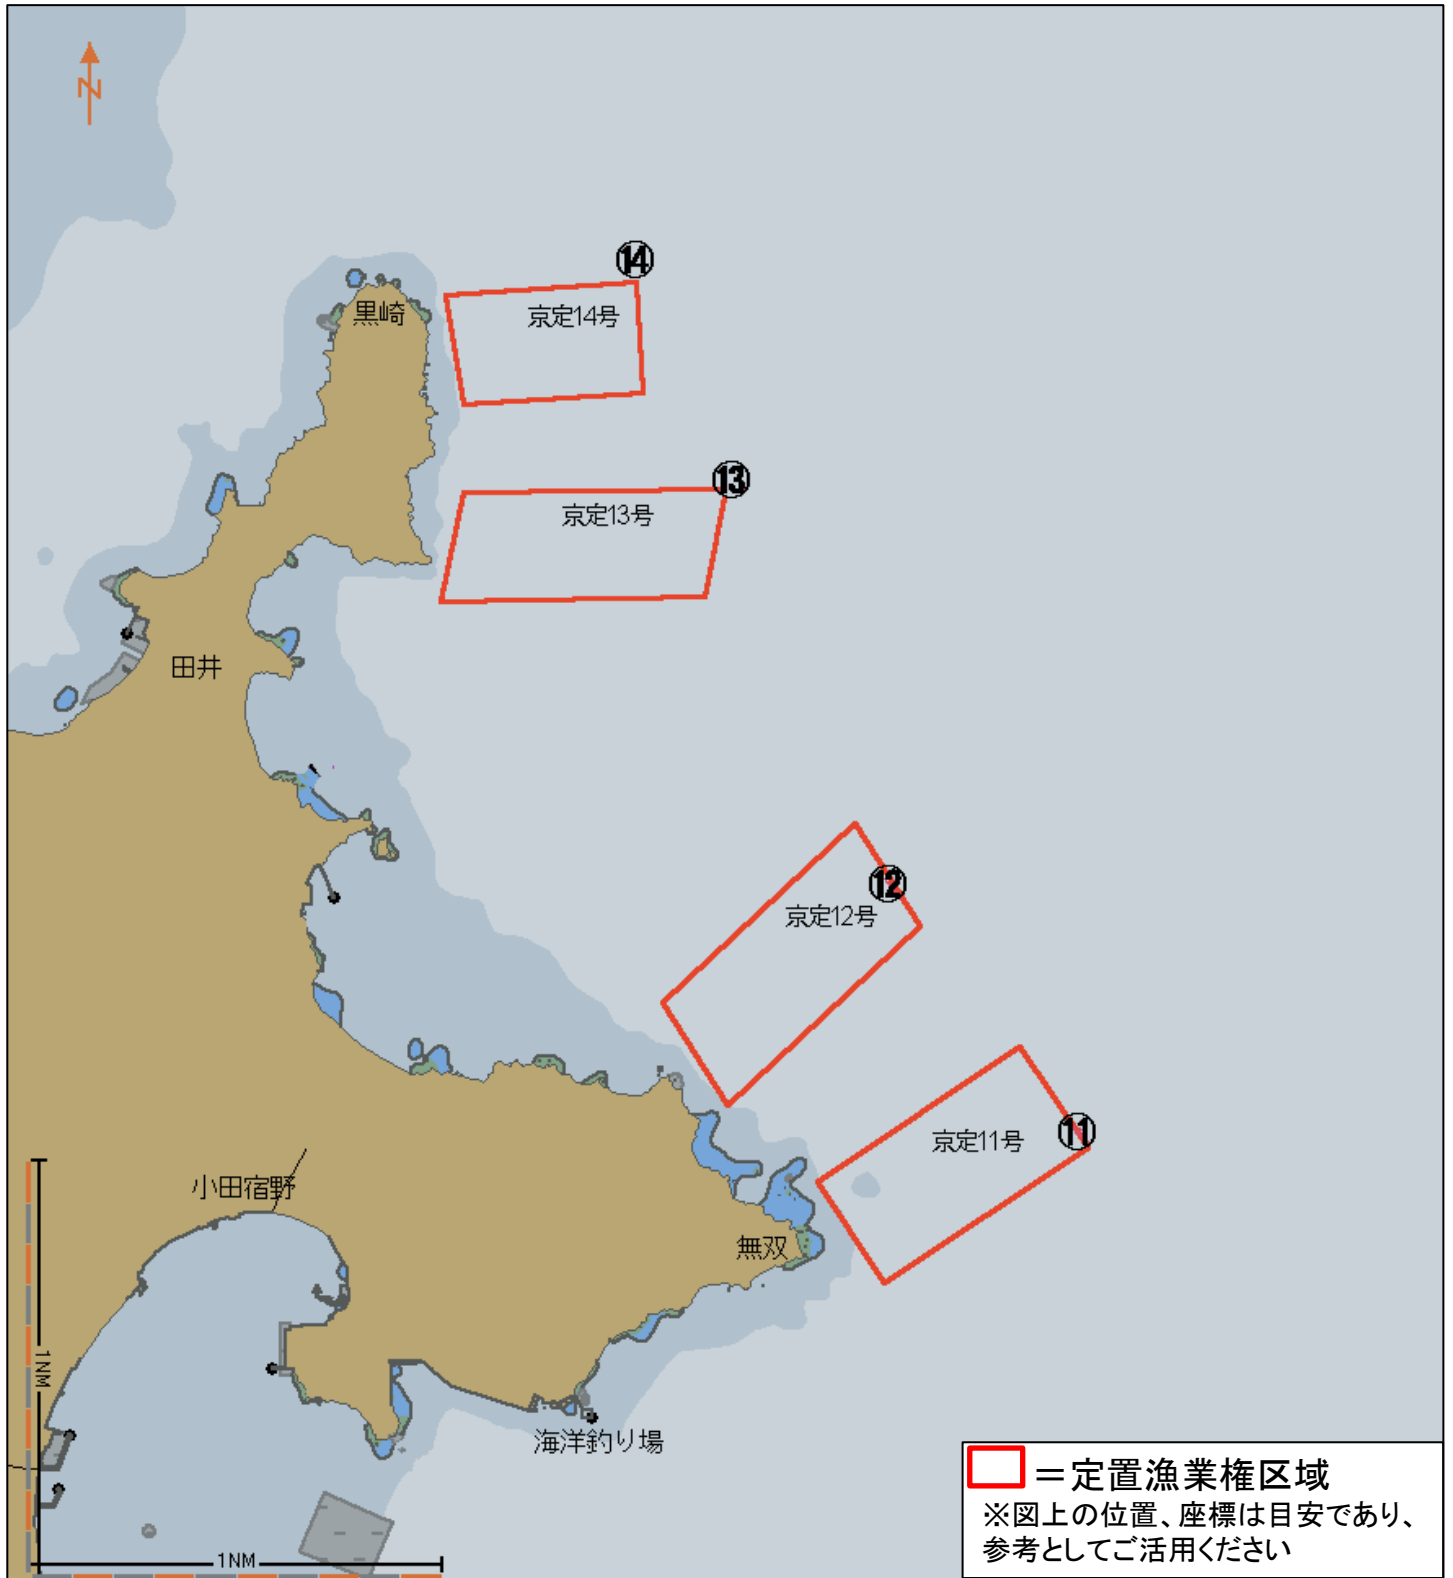 N
⑭
黒崎
京定14号
⑬
京定13号
田井
⑫
京定12号
京定11号
⑪
小田宿野
無双
1NM
海洋釣り場
＝定置漁業権区域
※図上の位置、座標は目安であり、
参考としてご活用ください
1NM